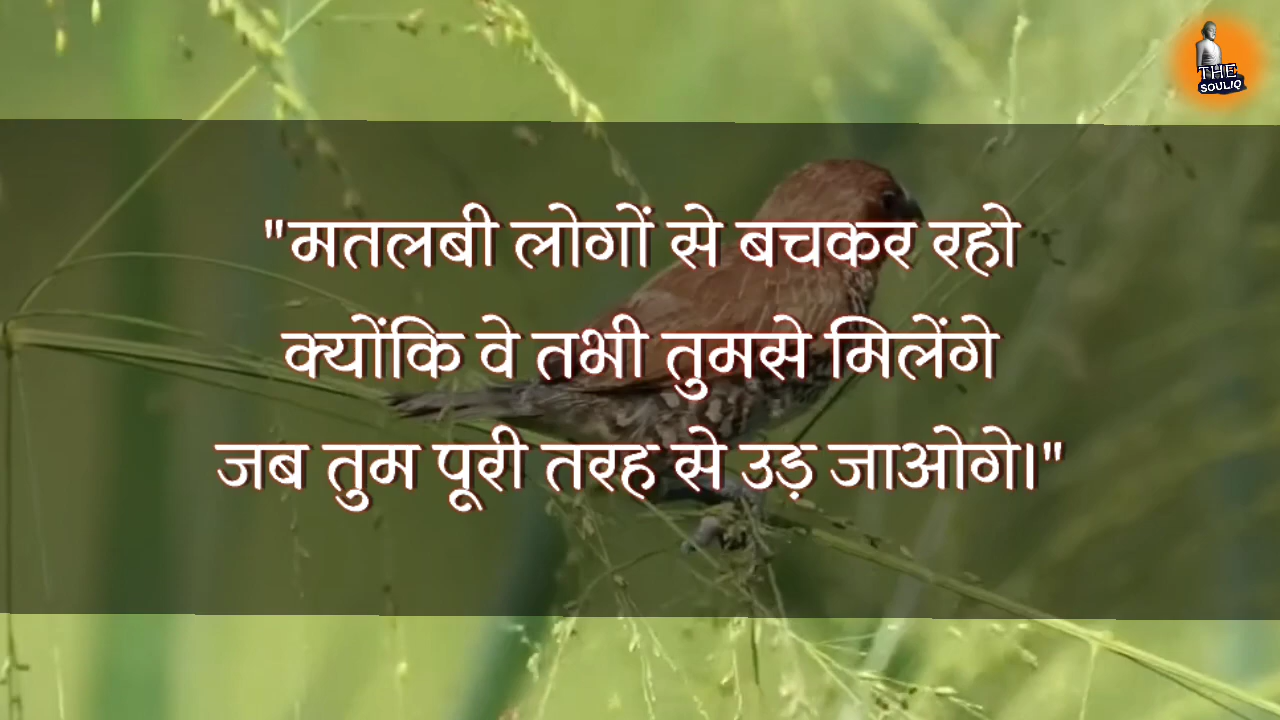 THE
SOULIQ
"मतलबी लोगों से बचकर रहो
क्योंकि वे तभी तुमसे मिलेंगे
जब तुम पूरी तरह से उड़ जाओगे।"